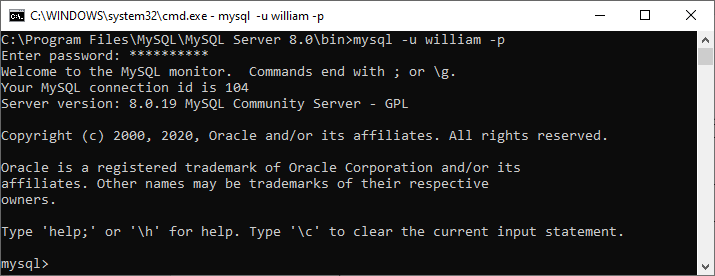 C:\WINDOWS\system32\cmd.exe - mysql -u william -p
C:\Program Files\MySQL\MySQL Server 8.0\bin>mysql -u william -p
Enter password: **********
Welcome to the MySQL monitor.  Commands end with ; or \g.
Your MySQL connection id is 104
Server version: 8.0.19 MySQL Community Server - GPL
Copyright (c) 2000, 2020, Oracle and/or its affiliates. All rights reserved.
Oracle is a registered trademark of Oracle Corporation and/or its
affiliates. Other names may be trademarks of their respective
owners.
Type 'help;' or '\h' for help. Type '\c' to clear the current input statement.
mysql>